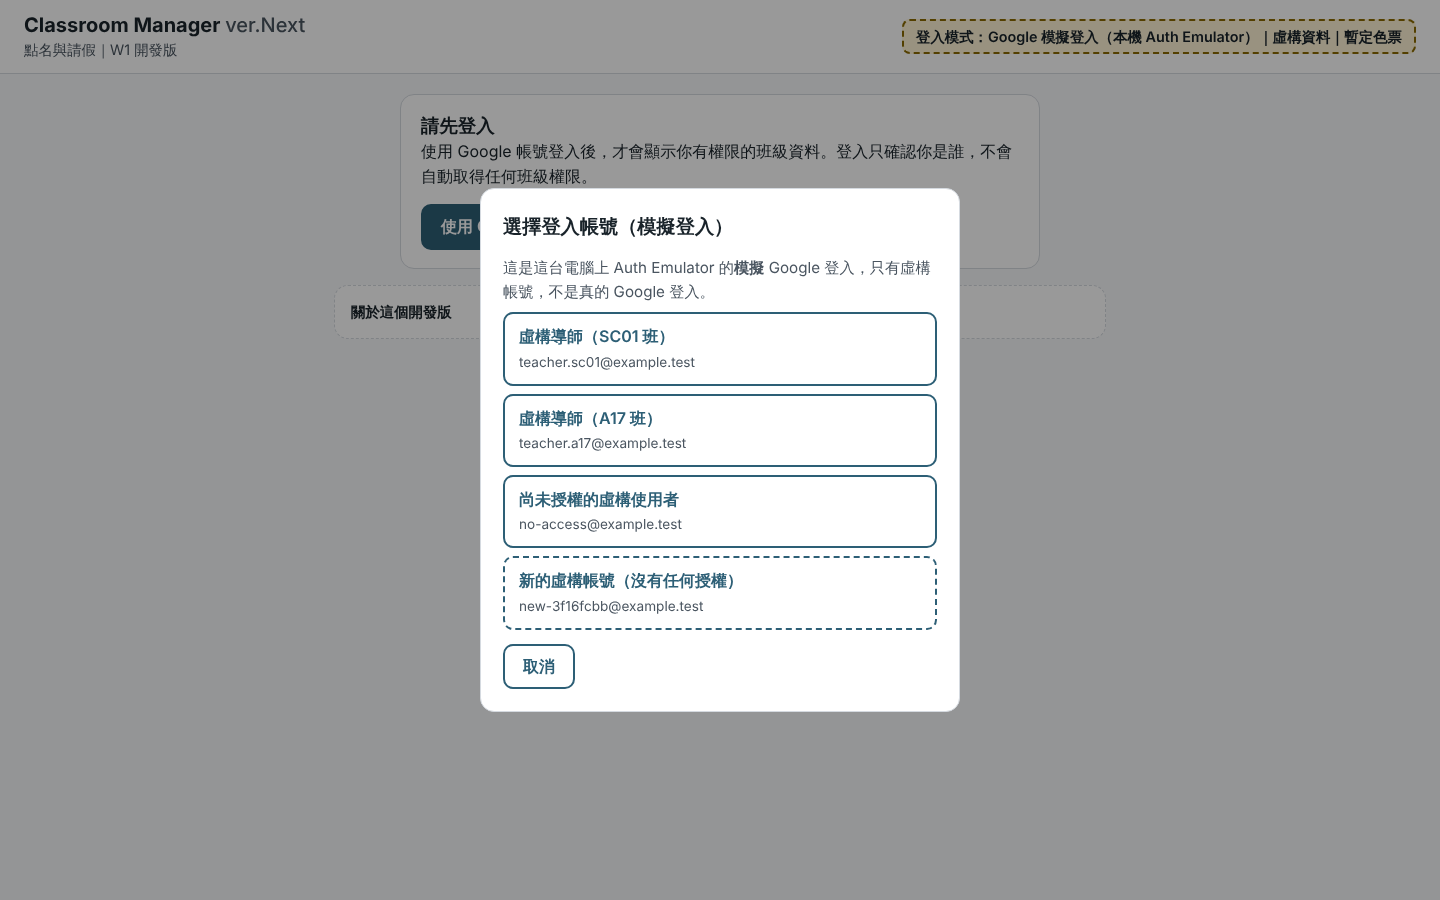 Classroom Manager ver.Next
點名與請假｜W1 開發版
登入模式：Google 模擬登入（本機 Auth Emulator）｜虛構資料｜暫定色票
請先登入
使用 Google 帳號登入後，才會顯示你有權限的班級資料。登入只確認你是誰，不會
自動取得任何班級權限。
使用
關於這個開發版
選擇登入帳號（模擬登入）
這是這台電腦上 Auth Emulator 的模擬 Google 登入，只有虛構
帳號，不是真的 Google 登入。
虛構導師（SC01 班）
teacher.sc01@example.test
虛構導師（A17 班）
teacher.a17@example.test
尚未授權的虛構使用者
no-access@example.test
新的虛構帳號（沒有任何授權）
new-3f16fcbb@example.test
取消